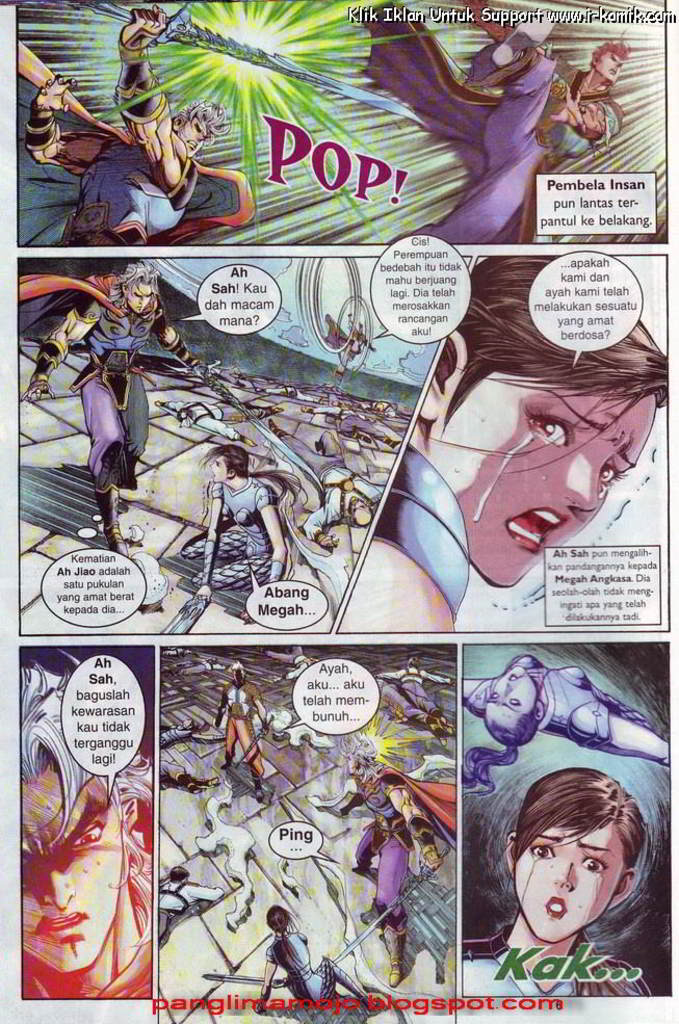 Klik Iklan Untuk Support www.i-komik.com
POP!
Pembela Insan
pun lantas ter-
pantul ke belakang.
Ah
Sah! Kau
dah macam
mana?
Cis!
Perempuan
bedebah itu tidak
mahu berjuang
lagi. Dia telah
merosakkan
rancangan
aku!
...apakah
kami dan
ayah kami telah
melakukan sesuatu
yang amat
berdosa?
Kematian
Ah Jiao adalah
satu pukulan
yang amat berat
kepada dia...
Abang
Megah...
Ah Sah pun mengalih-
kan pandangannya kepada
Megah Angkasa. Dia
seolah-olah tidak meng-
ingati apa yang telah
dilakukannya tadi.
Ah
Sah,
baguslah
kewarasan
kau tidak
terganggu
lagi!
Ayah,
aku... aku
telah mem-
bunuh...
Ping
...
Kak...
panglimamojo.blogspot.com